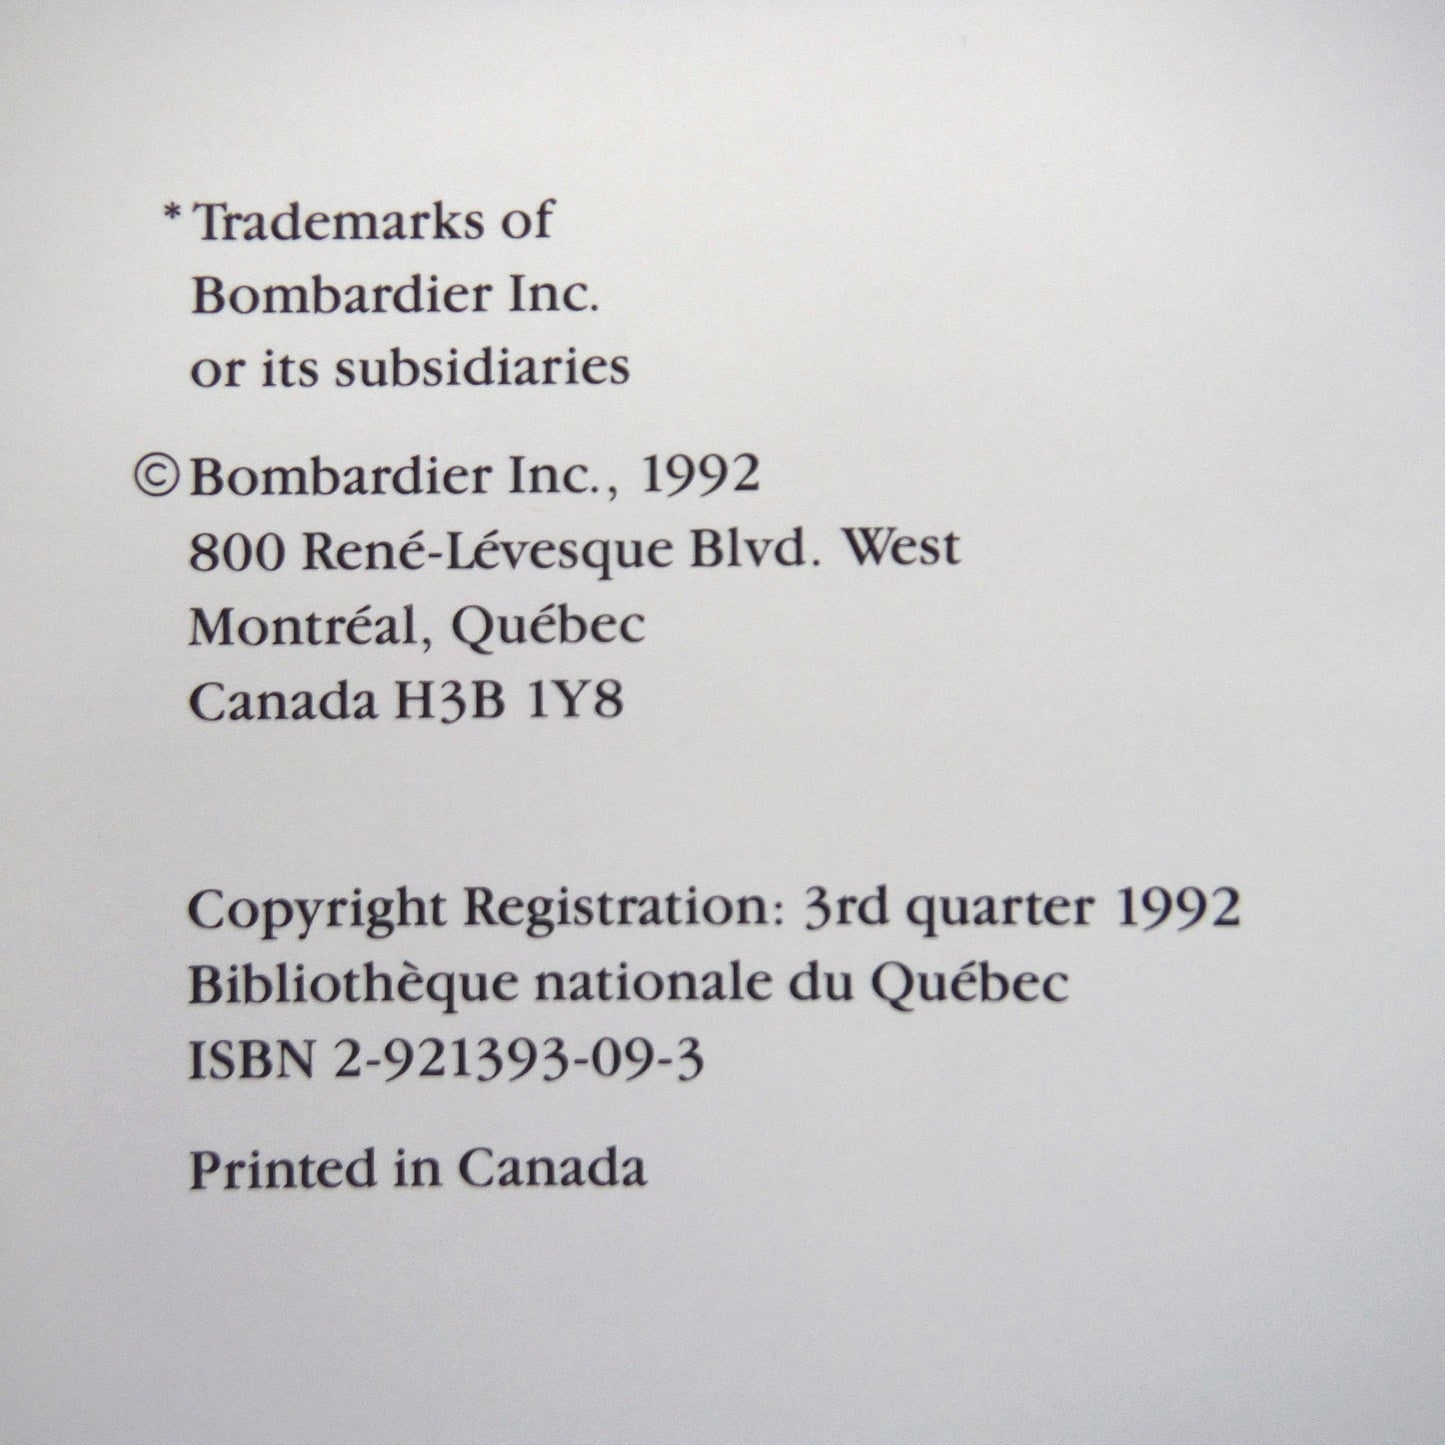 * Trademarks of
Bombardier Inc.
or its subsidiaries
© Bombardier Inc., 1992
800 René-Lévesque Blvd. West
Montréal, Québec
Canada H3B 1Y8
Copyright Registration: 3rd quarter 1992
Bibliothèque nationale du Québec
ISBN 2-921393-09-3
Printed in Canada